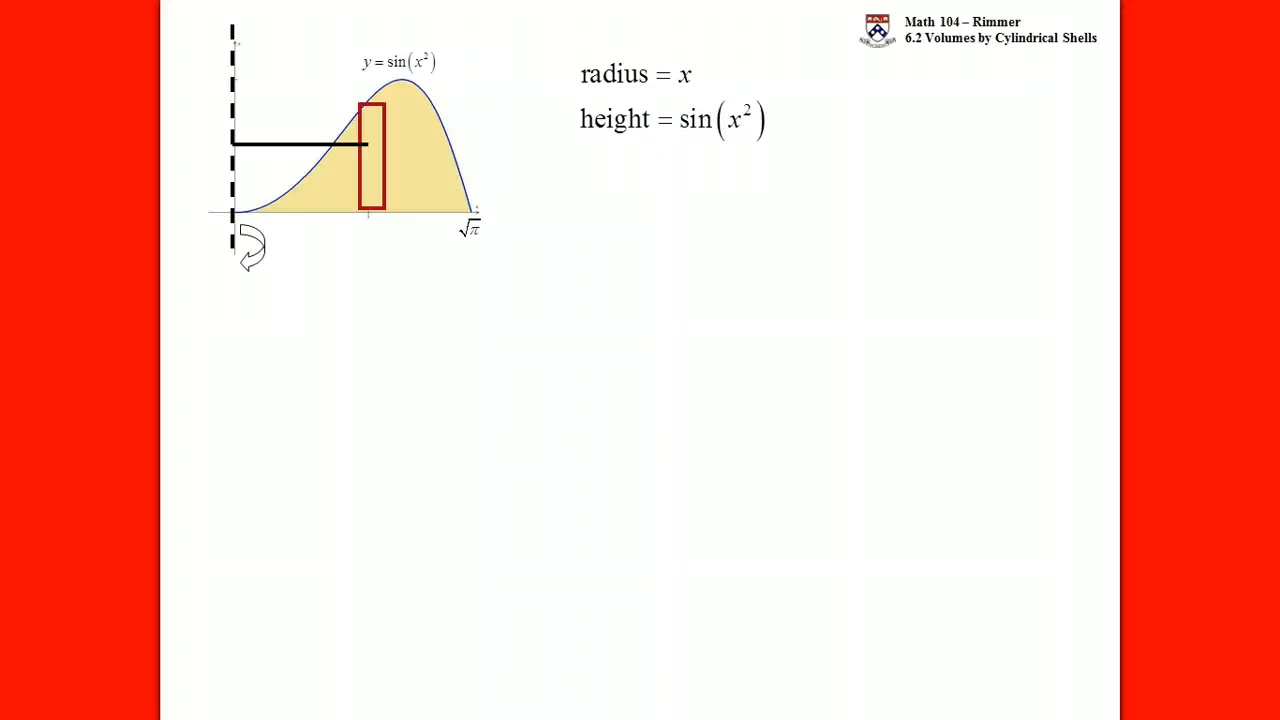 Math 104 – Rimmer
6.2 Volumes by Cylindrical Shells
y = sin(x²)
radius = x
height = sin(x²)
√π